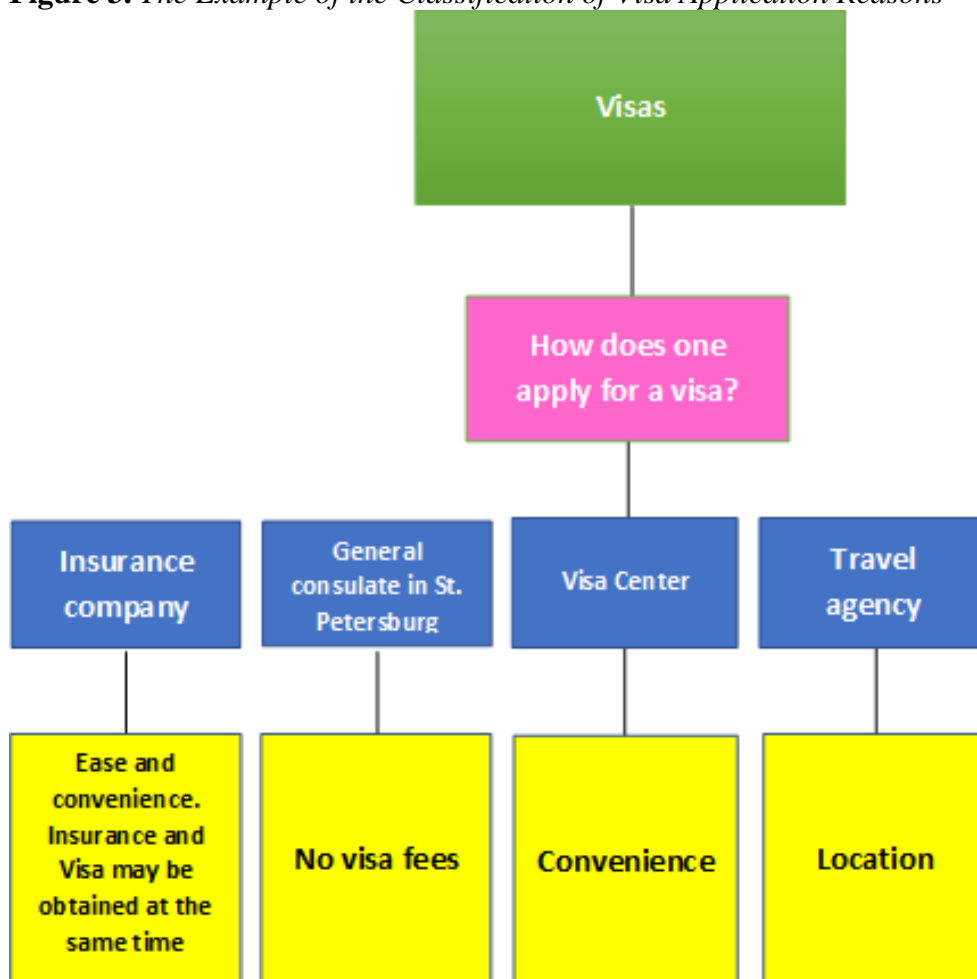 Figure 3. The Example of the Classification of Visa Application Reasons
Visas
How does one
apply for a visa?
Insurance
company
General
consulate in St.
Petersburg
Visa Center
Travel
agency
Ease and
convenience.
Insurance and
Visa may be
obtained at the
same time
No visa fees
Convenience
Location